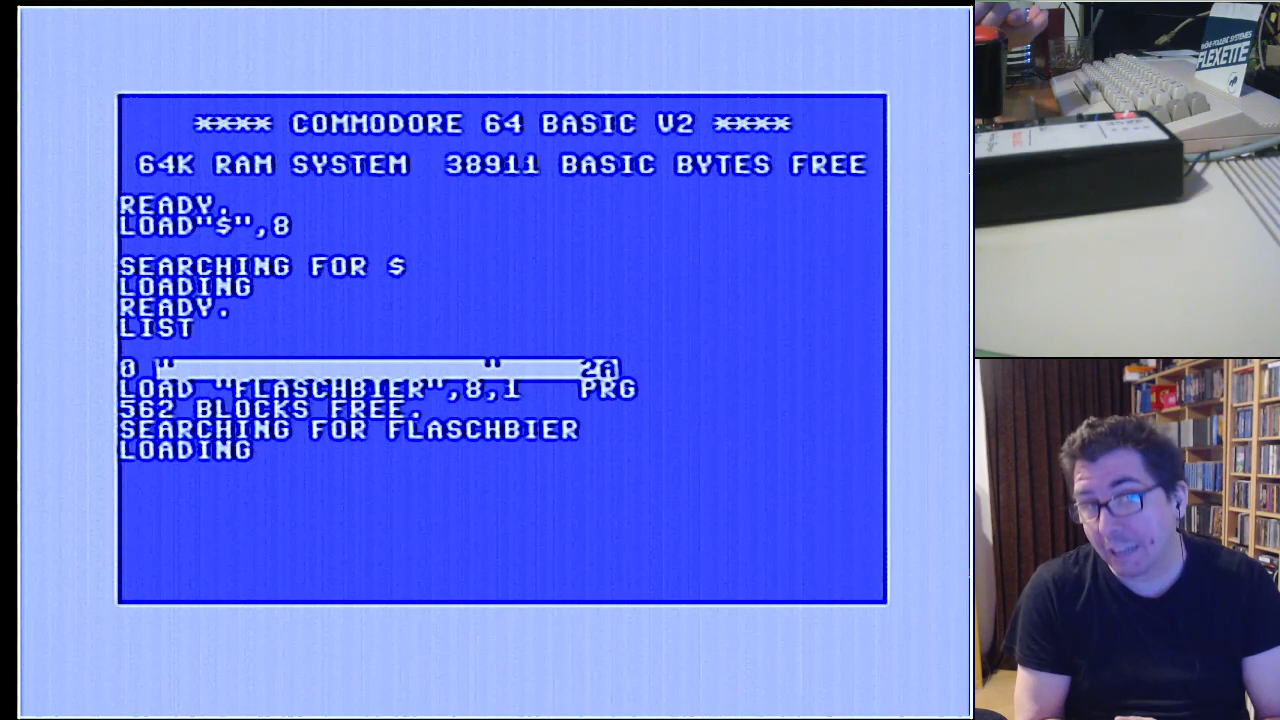 **** COMMODORE 64 BASIC V2 ****
64K RAM SYSTEM  38911 BASIC BYTES FREE
READY.
LOAD"$",8
SEARCHING FOR $
LOADING
READY.
LIST
0 "                " 2A
LOAD "FLASCHBIER",8,1   PRG
562 BLOCKS FREE.
SEARCHING FOR FLASCHBIER
LOADING
FLEXETTE